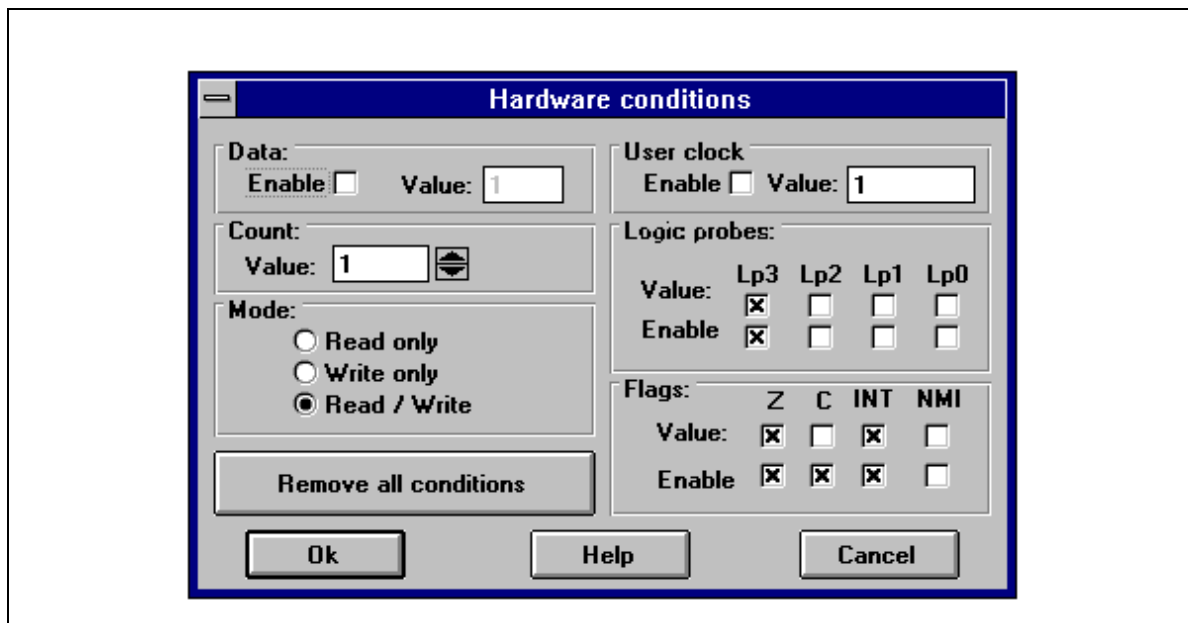 Hardware conditions
Data:
Enable Value: 1
Count:
Value: 1
Mode:
Read only
Write only
Read / Write
Remove all conditions
User clock
Enable Value: 1
Logic probes:
Lp3 Lp2 Lp1 Lp0
Value:
Enable
Flags:
Z C INT NMI
Value:
Enable
Ok Help Cancel